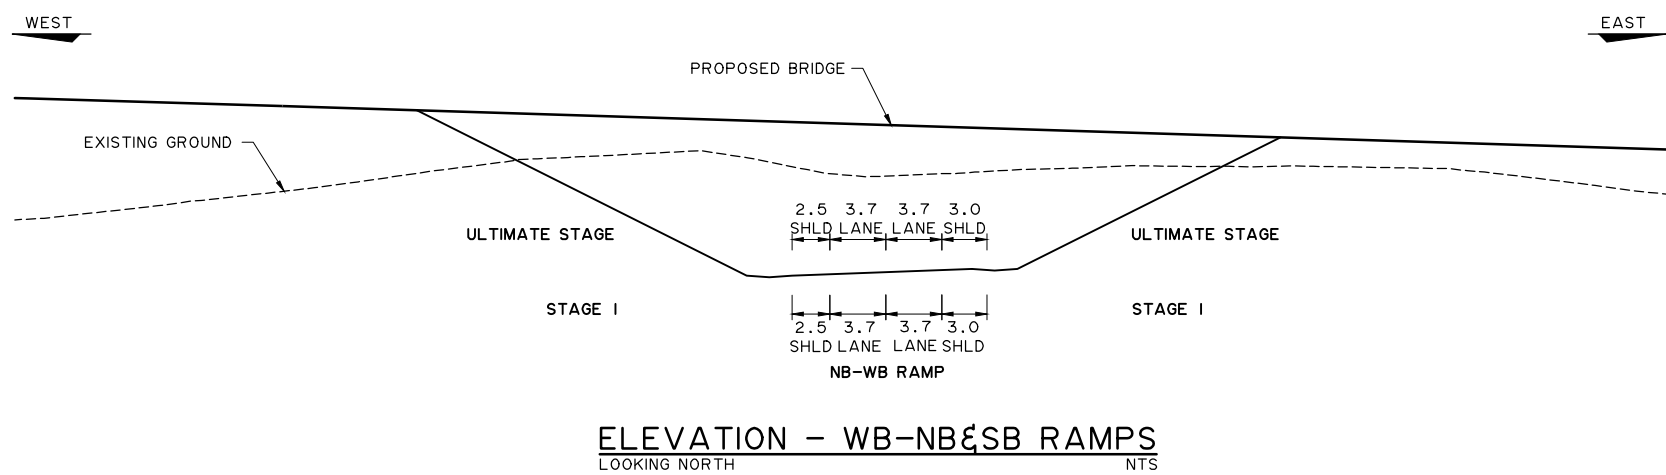 WEST
EAST
PROPOSED BRIDGE
EXISTING GROUND
2.5 3.7 3.7 3.0
SHLD LANE LANE SHLD
ULTIMATE STAGE
ULTIMATE STAGE
STAGE I
STAGE I
2.5 3.7 3.7 3.0
SHLD LANE LANE SHLD
NB-WB RAMP
ELEVATION - WB-NB&SB RAMPS
LOOKING NORTH
NTS